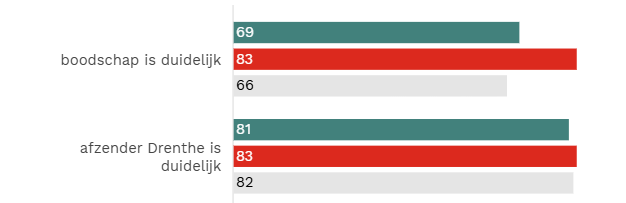 69
boodschap is duidelijk
83
66
81
afzender Drenthe is
duidelijk
83
82